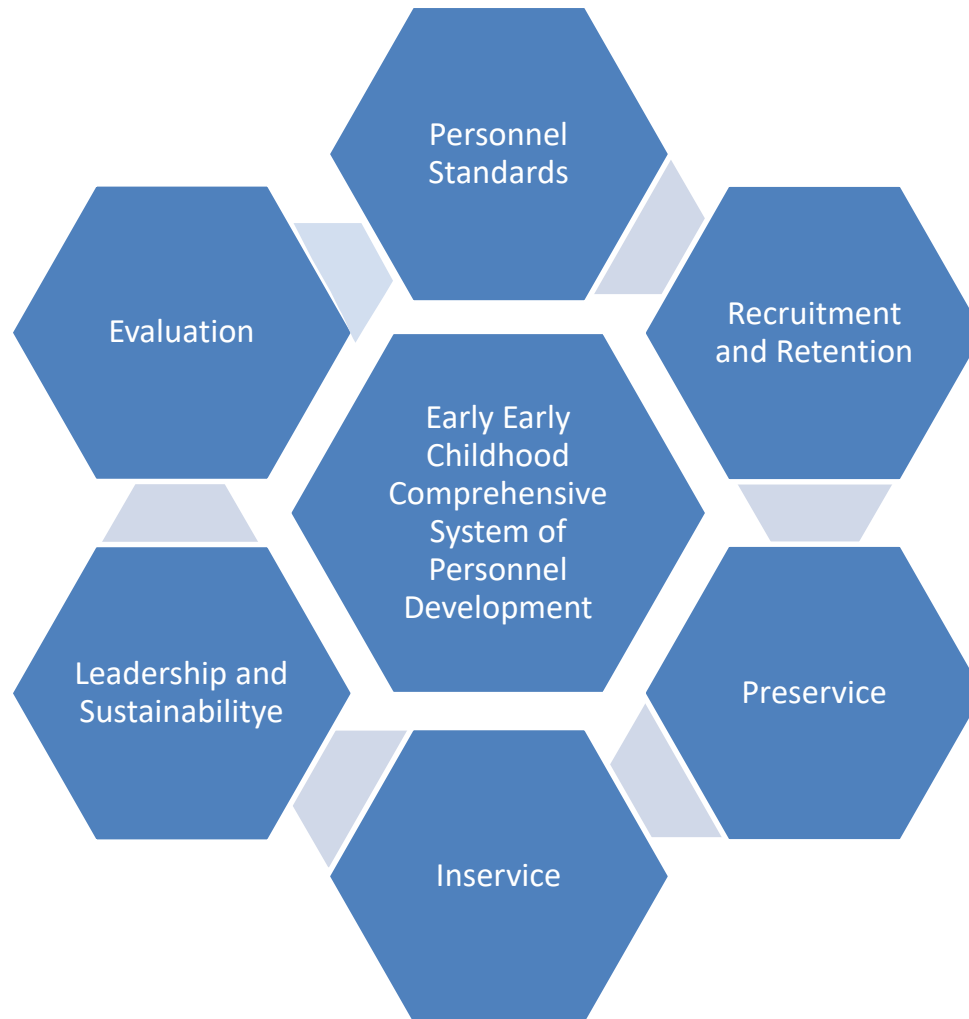 Personnel
Standards
Recruitment
and Retention
Evaluation
Early Early
Childhood
Comprehensive
System of
Personnel
Development
Leadership and
Sustainabilitye
Preservice
Inservice